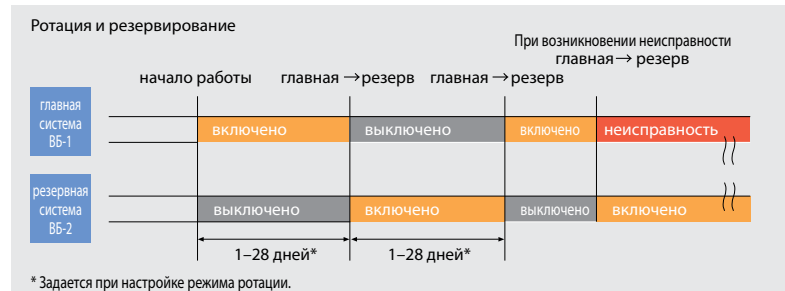 Ротация и резервирование
При возникновении неисправности
главная→ резерв
начало работы
главная →резерв
главная →резерв
главная
система
ВБ-1
включено
выключено
включено
неисправность
резервная
система
ВБ-2
выключено
включено
выключено
включено
1–28 дней*
1–28 дней*
* Задается при настройке режима ротации.